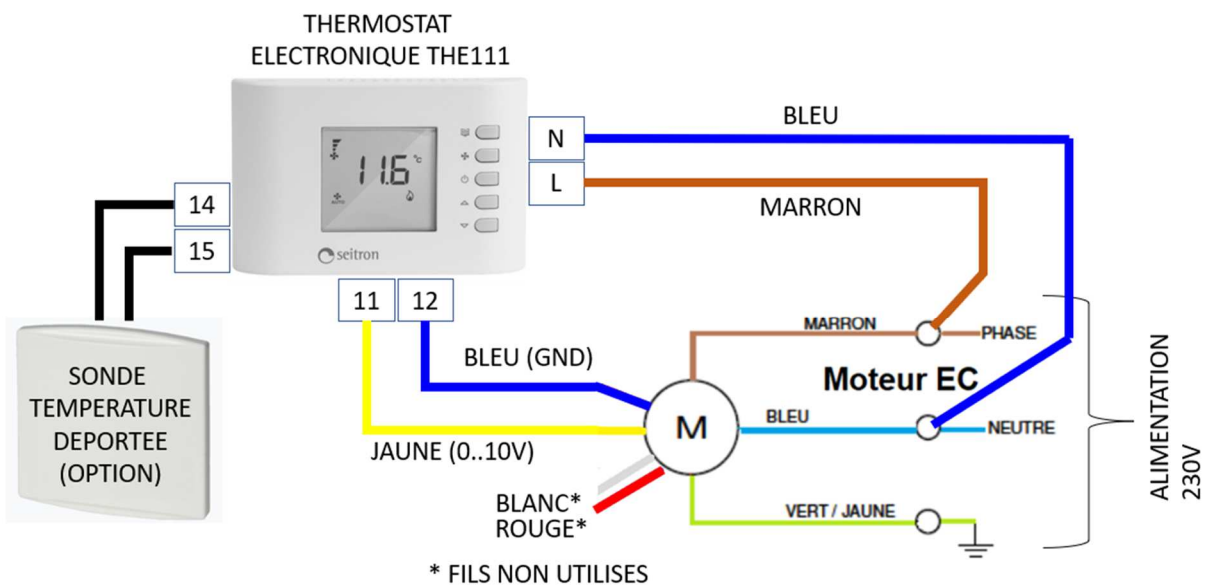 THERMOSTAT
ELECTRONIQUE THE111
N
BLEU
L
MARRON
11.6 °C
AUTO
seitron
14
15
11
12
BLEU (GND)
JAUNE (0..10V)
SONDE
TEMPERATURE
DEPORTEE
(OPTION)
MARRON
PHASE
Moteur EC
M
BLEU
NEUTRE
VERT / JAUNE
BLANC*
ROUGE*
* FILS NON UTILISES
ALIMENTATION
230V